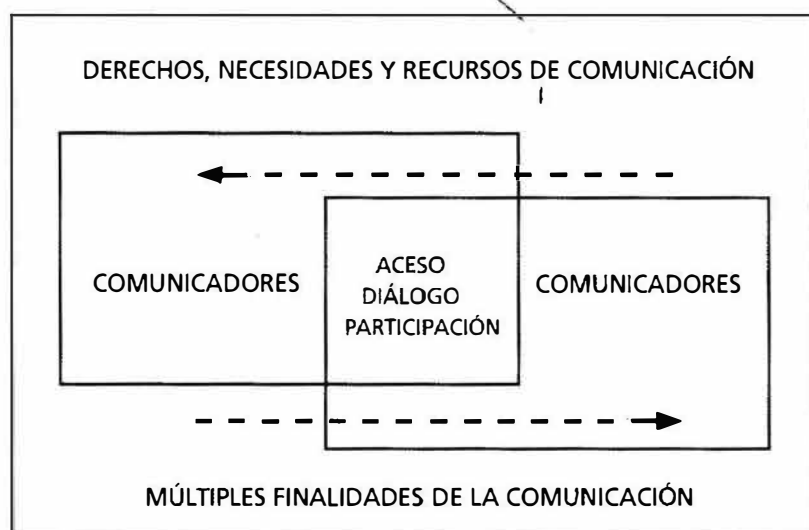 DERECHOS, NECESIDADES Y RECURSOS DE COMUNICACIÓN
COMUNICADORES
ACESO
DIÁLOGO
PARTICIPACIÓN
COMUNICADORES
MÚLTIPLES FINALIDADES DE LA COMUNICACIÓN